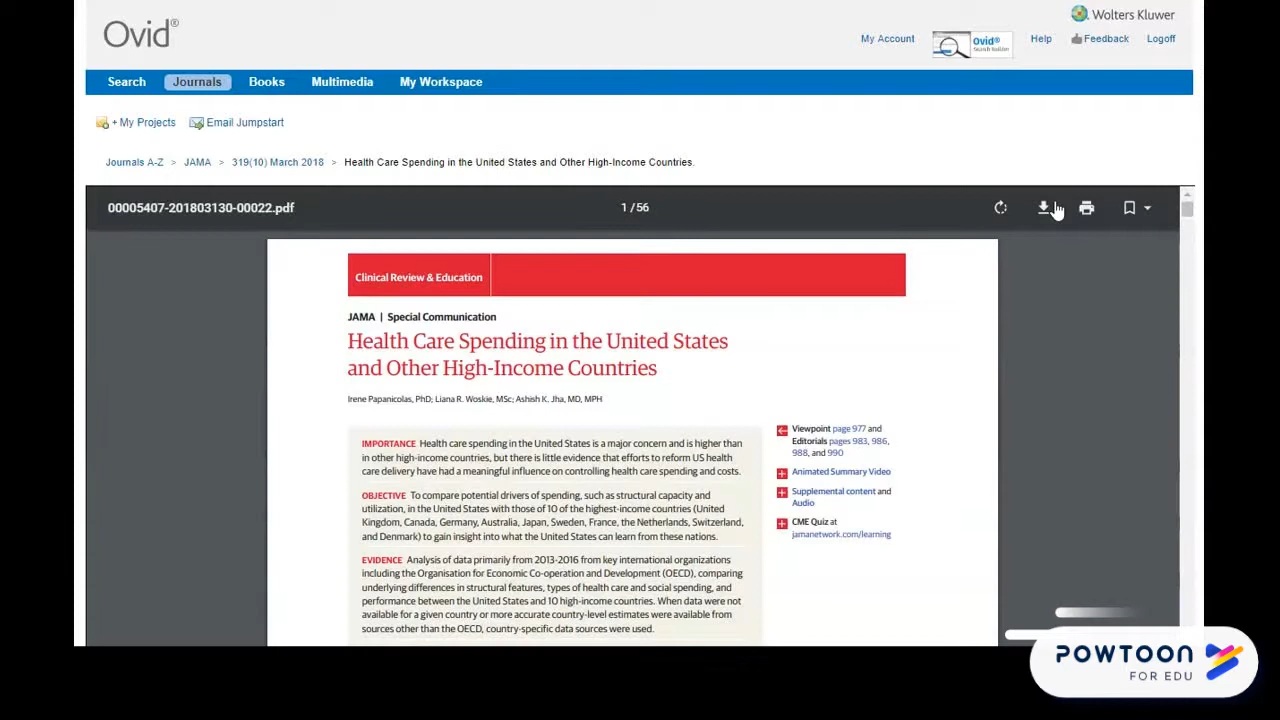 Ovid®
Wolters Kluwer
My Account
Ovid®
Help
Feedback
Logoff
Search
Journals
Books
Multimedia
My Workspace
+ My Projects
Email Jumpstart
Journals A-Z > JAMA > 319(10) March 2018 > Health Care Spending in the United States and Other High-Income Countries.
00005407-201803130-00022.pdf
1 / 56
Clinical Review & Education
JAMA | Special Communication
Health Care Spending in the United States
and Other High-Income Countries
Irene Papanicolas, PhD; Liana R. Woskie, MSc; Ashish K. Jha, MD, MPH
IMPORTANCE Health care spending in the United States is a major concern and is higher than
in other high-income countries, but there is little evidence that efforts to reform US health
care delivery have had a meaningful influence on controlling health care spending and costs.
OBJECTIVE To compare potential drivers of spending, such as structural capacity and
utilization, in the United States with those of 10 of the highest-income countries (United
Kingdom, Canada, Germany, Australia, Japan, Sweden, France, the Netherlands, Switzerland,
and Denmark) to gain insight into what the United States can learn from these nations.
EVIDENCE Analysis of data primarily from 2013-2016 from key international organizations
including the Organisation for Economic Co-operation and Development (OECD), comparing
underlying differences in structural features, types of health care and social spending, and
performance between the United States and 10 high-income countries. When data were not
available for a given country or more accurate country-level estimates were available from
sources other than the OECD, country-specific data sources were used.
Viewpoint page 977 and
Editorials pages 983, 986,
988, and 990
Animated Summary Video
Supplemental content and
Audio
CME Quiz at
jamanetwork.com/learning
POWTOON
FOR EDU